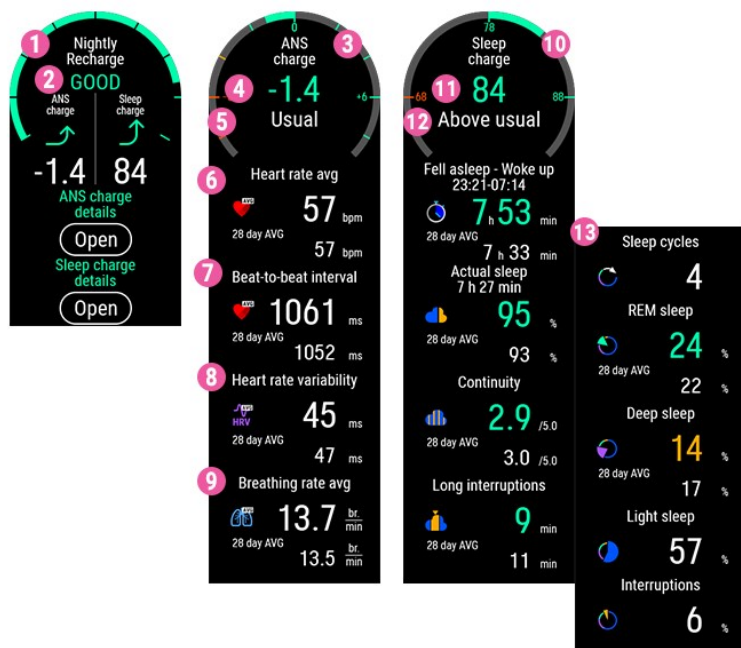 1
Nightly
Recharge
2
GOOD
ANS
charge
Sleep
charge
-1.4
84
ANS charge
details
Open
Sleep charge
details
Open
0
ANS
charge
3
4
-1.4
+6
5
Usual
6
Heart rate avg
AVG
57 bpm
28 day AVG
57 bpm
7
Beat-to-beat interval
AVG
1061 ms
28 day AVG
1052 ms
8
Heart rate variability
AVG
HRV
45 ms
28 day AVG
47 ms
9
Breathing rate avg
AVG
13.7 br.
min
28 day AVG
13.5 br.
min
78
Sleep
charge
10
68
11
84
88
12
Above usual
Fell asleep - Woke up
23:21-07:14
7 h 53 min
28 day AVG
7 h 33 min
Actual sleep
7 h 27 min
95 %
28 day AVG
93 %
Continuity
2.9 /5.0
28 day AVG
3.0 /5.0
Long interruptions
9 min
28 day AVG
11 min
13
Sleep cycles
4
REM sleep
24 %
28 day AVG
22 %
Deep sleep
14 %
28 day AVG
17 %
Light sleep
57 %
Interruptions
6 %